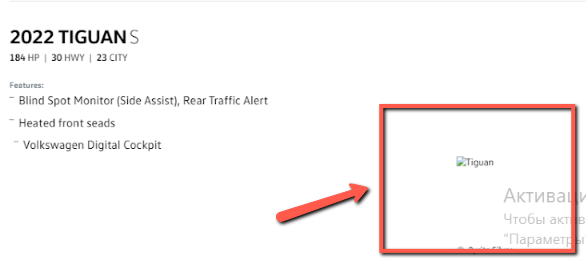 2022 TIGUAN S
184 HP | 30 HWY | 23 CITY
Features:
Blind Spot Monitor (Side Assist), Rear Traffic Alert
Heated front seads
Volkswagen Digital Cockpit
Tiguan
Активаци
Чтобы актив
"Параметры